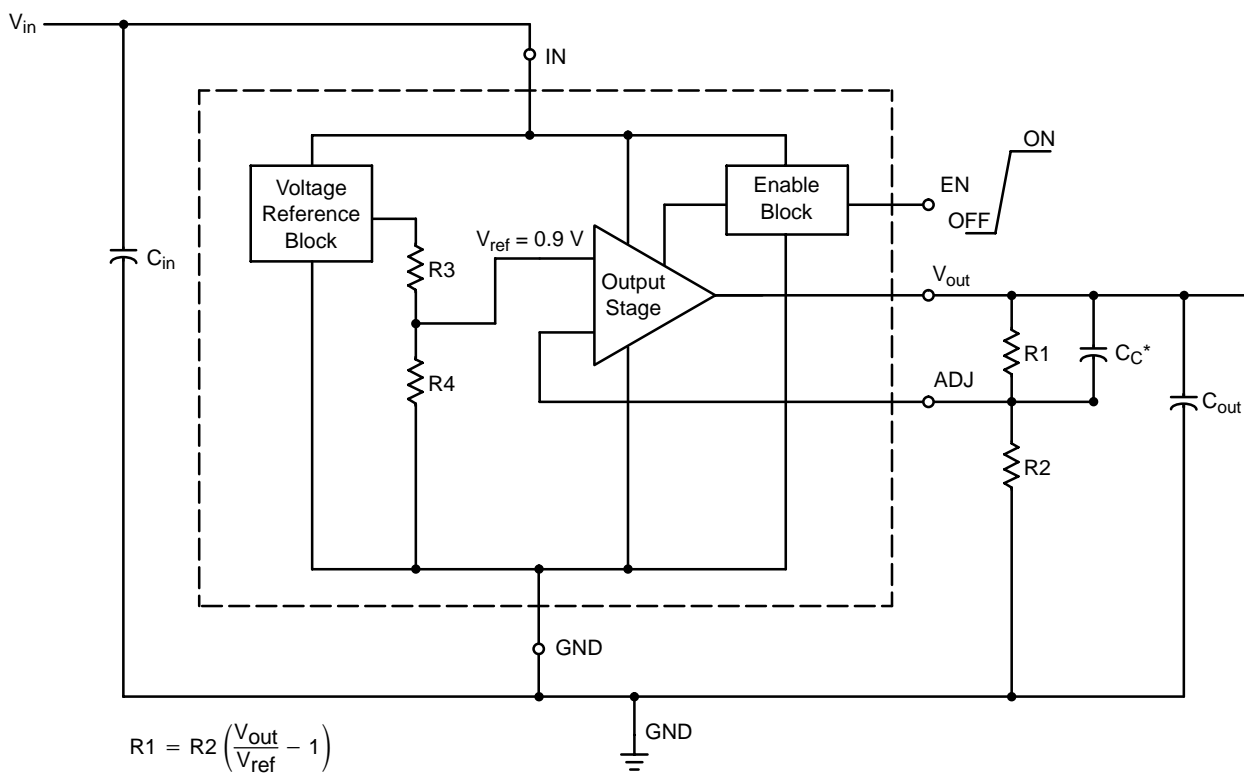 Vin
IN
ON
Voltage
Reference
Block
Enable
Block
EN
OFF
Cin
R3
Vref = 0.9 V
Output
Stage
Vout
R1
CC*
R4
ADJ
Cout
R2
GND
GND
R1 = R2 (Vout/Vref − 1)